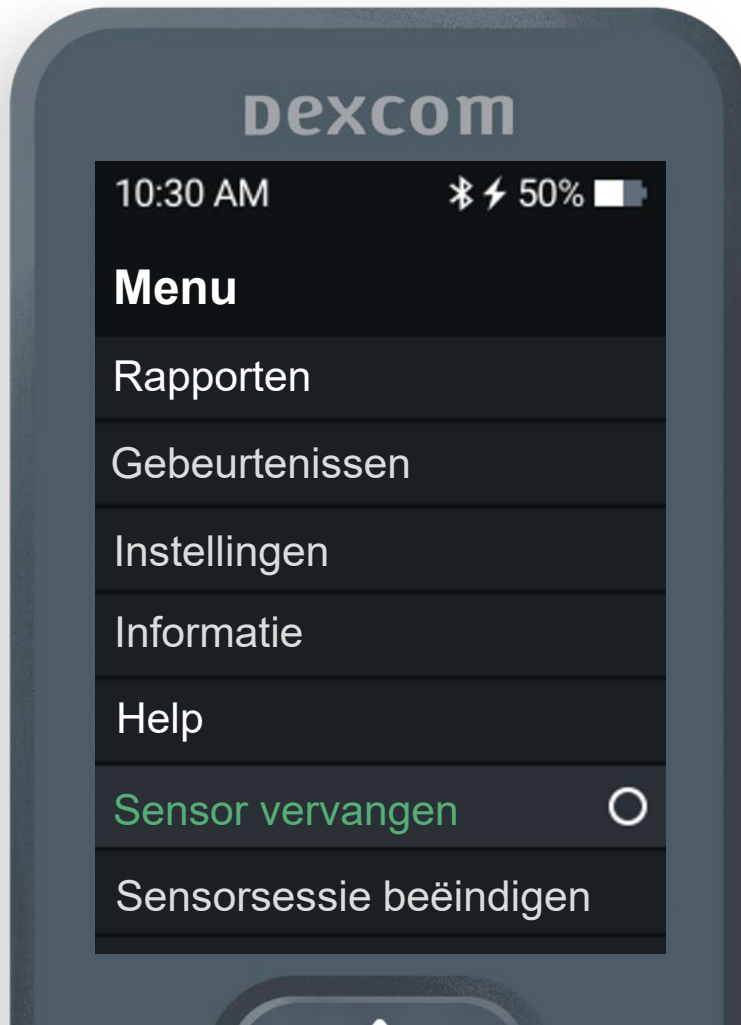 Dexcom
10:30 AM 50%
Menu
Rapporten
Gebeurtenissen
Instellingen
Informatie
Help
Sensor vervangen
Sensorsessie beëindigen